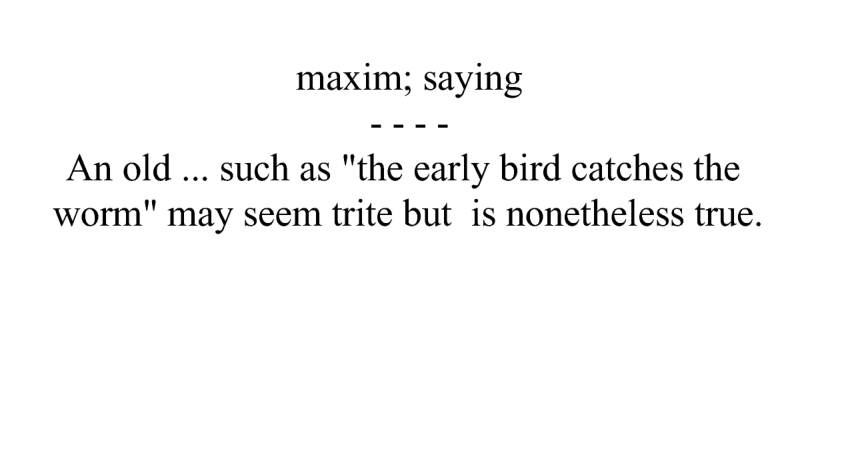 maxim; saying
- - - -
An old ... such as "the early bird catches the
worm" may seem trite but  is nonetheless true.